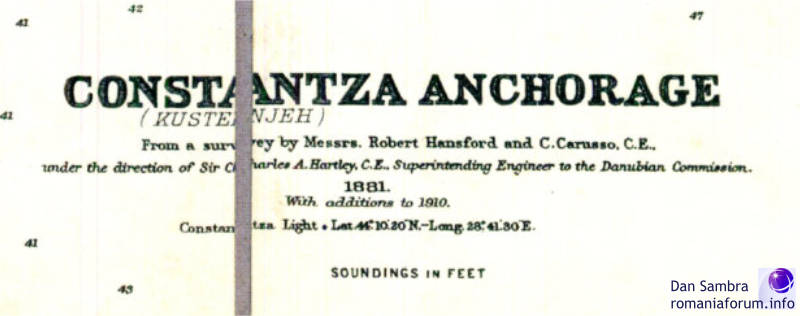 42
47
41
CONSTANTZA ANCHORAGE
41
(KUSTENJEH)
From a survey by Messrs. Robert Hansford and C. Carusso, C.E.,
under the direction of Sir Charles A. Hartley, C.E., Superintending Engineer to the Danubian Commission.
1881.
With additions to 1910.
Constantza Light • Lat. 44° 10' 20" N.-Long. 28° 41' 30" E.
41
SOUNDINGS IN FEET
43
Dan Sambra
romaniaforum.info